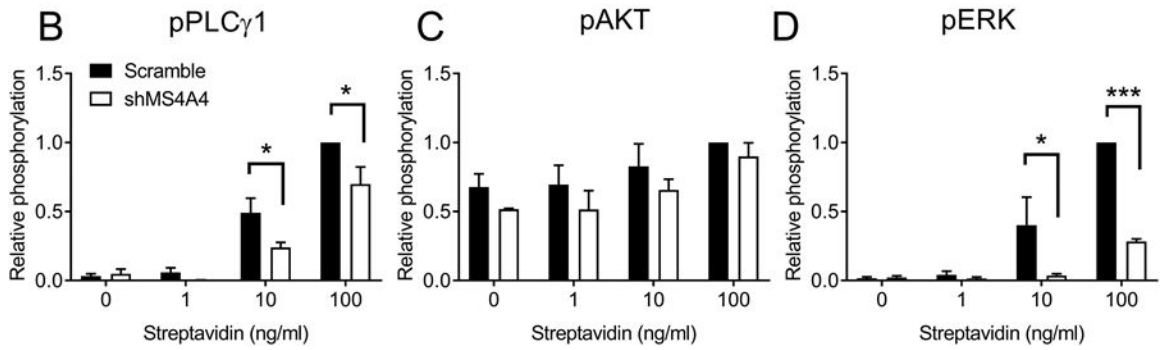 B
pPLCγ1
Relative phosphorylation
1.5
1.0
0.5
0.0
Scramble
shMS4A4
*
*
0 1 10 100
Streptavidin (ng/ml)
C
pAKT
Relative phosphorylation
1.5
1.0
0.5
0.0
0 1 10 100
Streptavidin (ng/ml)
D
pERK
Relative phosphorylation
1.5
1.0
0.5
0.0
*
***
0 1 10 100
Streptavidin (ng/ml)